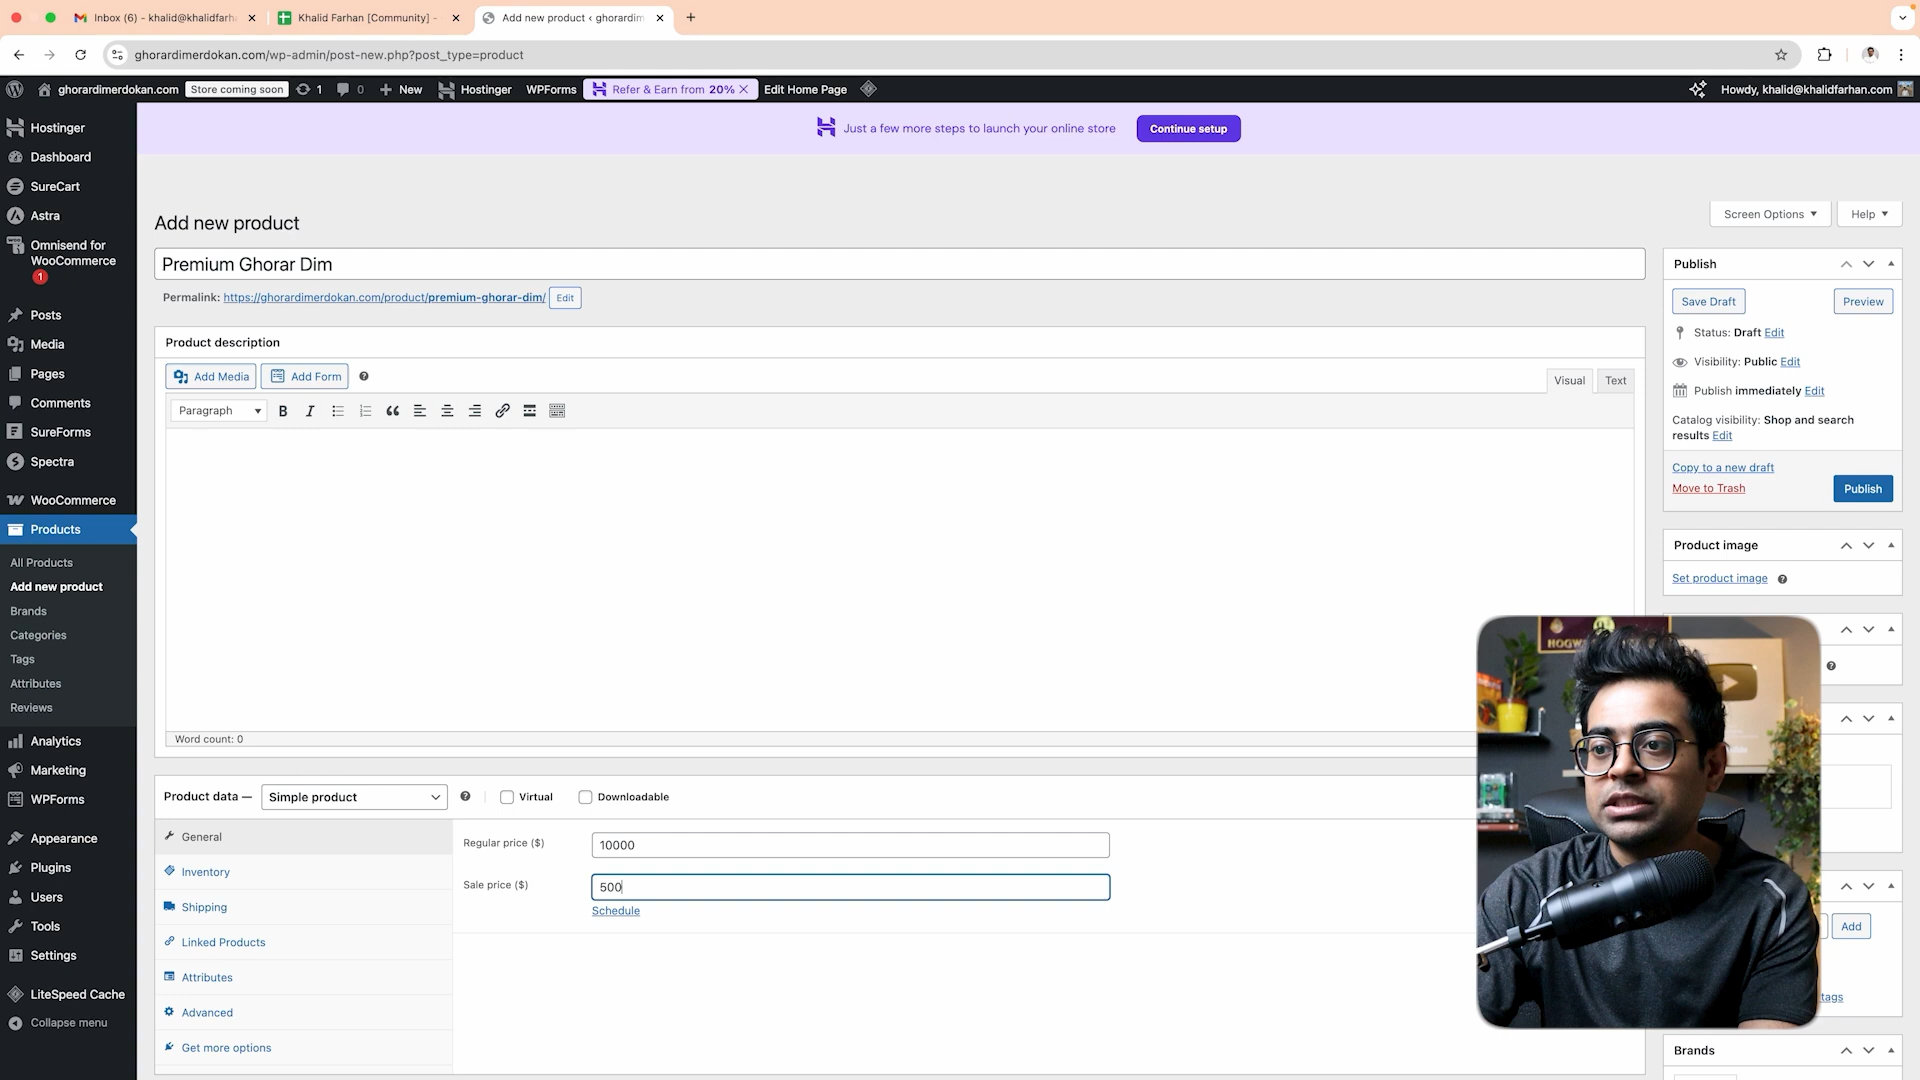 Inbox (6) - khalid@khalidfarh
Khalid Farhan [Community] -
Add new product ‹ ghorardim
ghorardimerdokan.com/wp-admin/post-new.php?post_type=product
ghorardimerdokan.com
Store coming soon
1
0
New
Hostinger
WPForms
Refer & Earn from 20%
Edit Home Page
Howdy, khalid@khalidfarhan.com
Just a few more steps to launch your online store
Continue setup
Hostinger
Dashboard
SureCart
Astra
Omnisend for
WooCommerce
1
Posts
Media
Pages
Comments
SureForms
Spectra
WooCommerce
Products
All Products
Add new product
Brands
Categories
Tags
Attributes
Reviews
Analytics
Marketing
WPForms
Appearance
Plugins
Users
Tools
Settings
LiteSpeed Cache
Collapse menu
Screen Options
Help
Add new product
Premium Ghorar Dim
Permalink: https://ghorardimerdokan.com/product/premium-ghorar-dim/ Edit
Product description
Add Media
Add Form
Visual
Text
Paragraph
Word count: 0
Product data —
Simple product
Virtual
Downloadable
General
Inventory
Shipping
Linked Products
Attributes
Advanced
Get more options
Regular price ($)
10000
Sale price ($)
500
Schedule
Publish
Save Draft
Preview
Status: Draft Edit
Visibility: Public Edit
Publish immediately Edit
Catalog visibility: Shop and search
results Edit
Copy to a new draft
Move to Trash
Publish
Product image
Set product image
HOGW
Add
tags
Brands